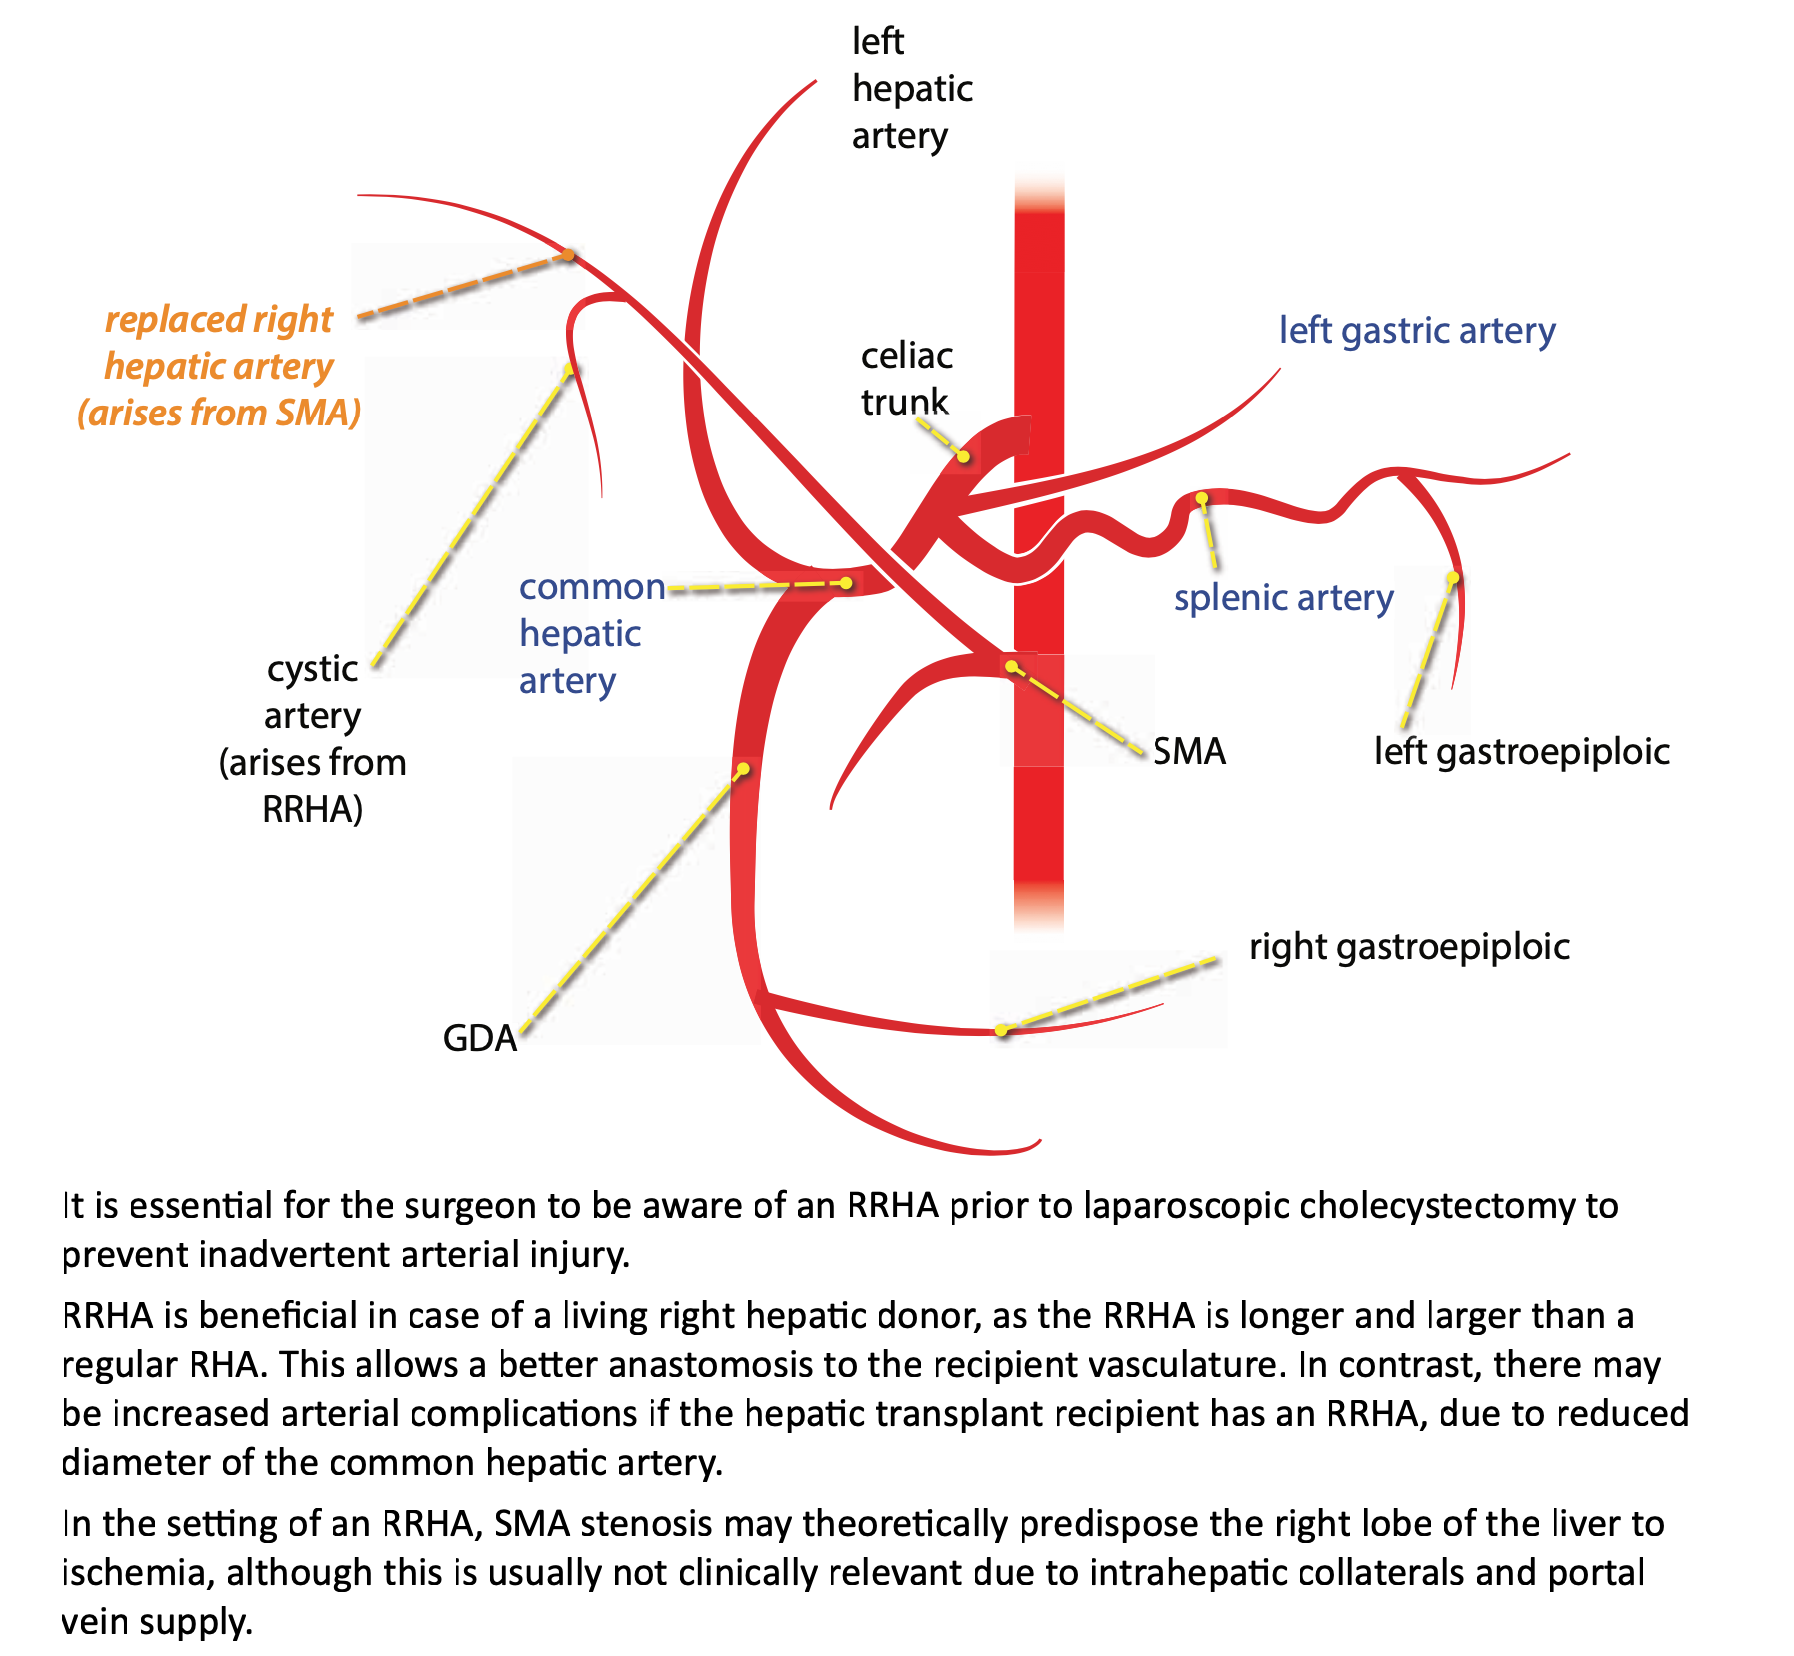 left
hepatic
artery
replaced right
hepatic artery
(arises from SMA)
celiac
trunk
left gastric artery
common
hepatic
artery
splenic artery
cystic
artery
(arises from
RRHA)
SMA
left gastroepiploic
right gastroepiploic
GDA
It is essential for the surgeon to be aware of an RRHA prior to laparoscopic cholecystectomy to
prevent inadvertent arterial injury.
RRHA is beneficial in case of a living right hepatic donor, as the RRHA is longer and larger than a
regular RHA. This allows a better anastomosis to the recipient vasculature. In contrast, there may
be increased arterial complications if the hepatic transplant recipient has an RRHA, due to reduced
diameter of the common hepatic artery.
In the setting of an RRHA, SMA stenosis may theoretically predispose the right lobe of the liver to
ischemia, although this is usually not clinically relevant due to intrahepatic collaterals and portal
vein supply.